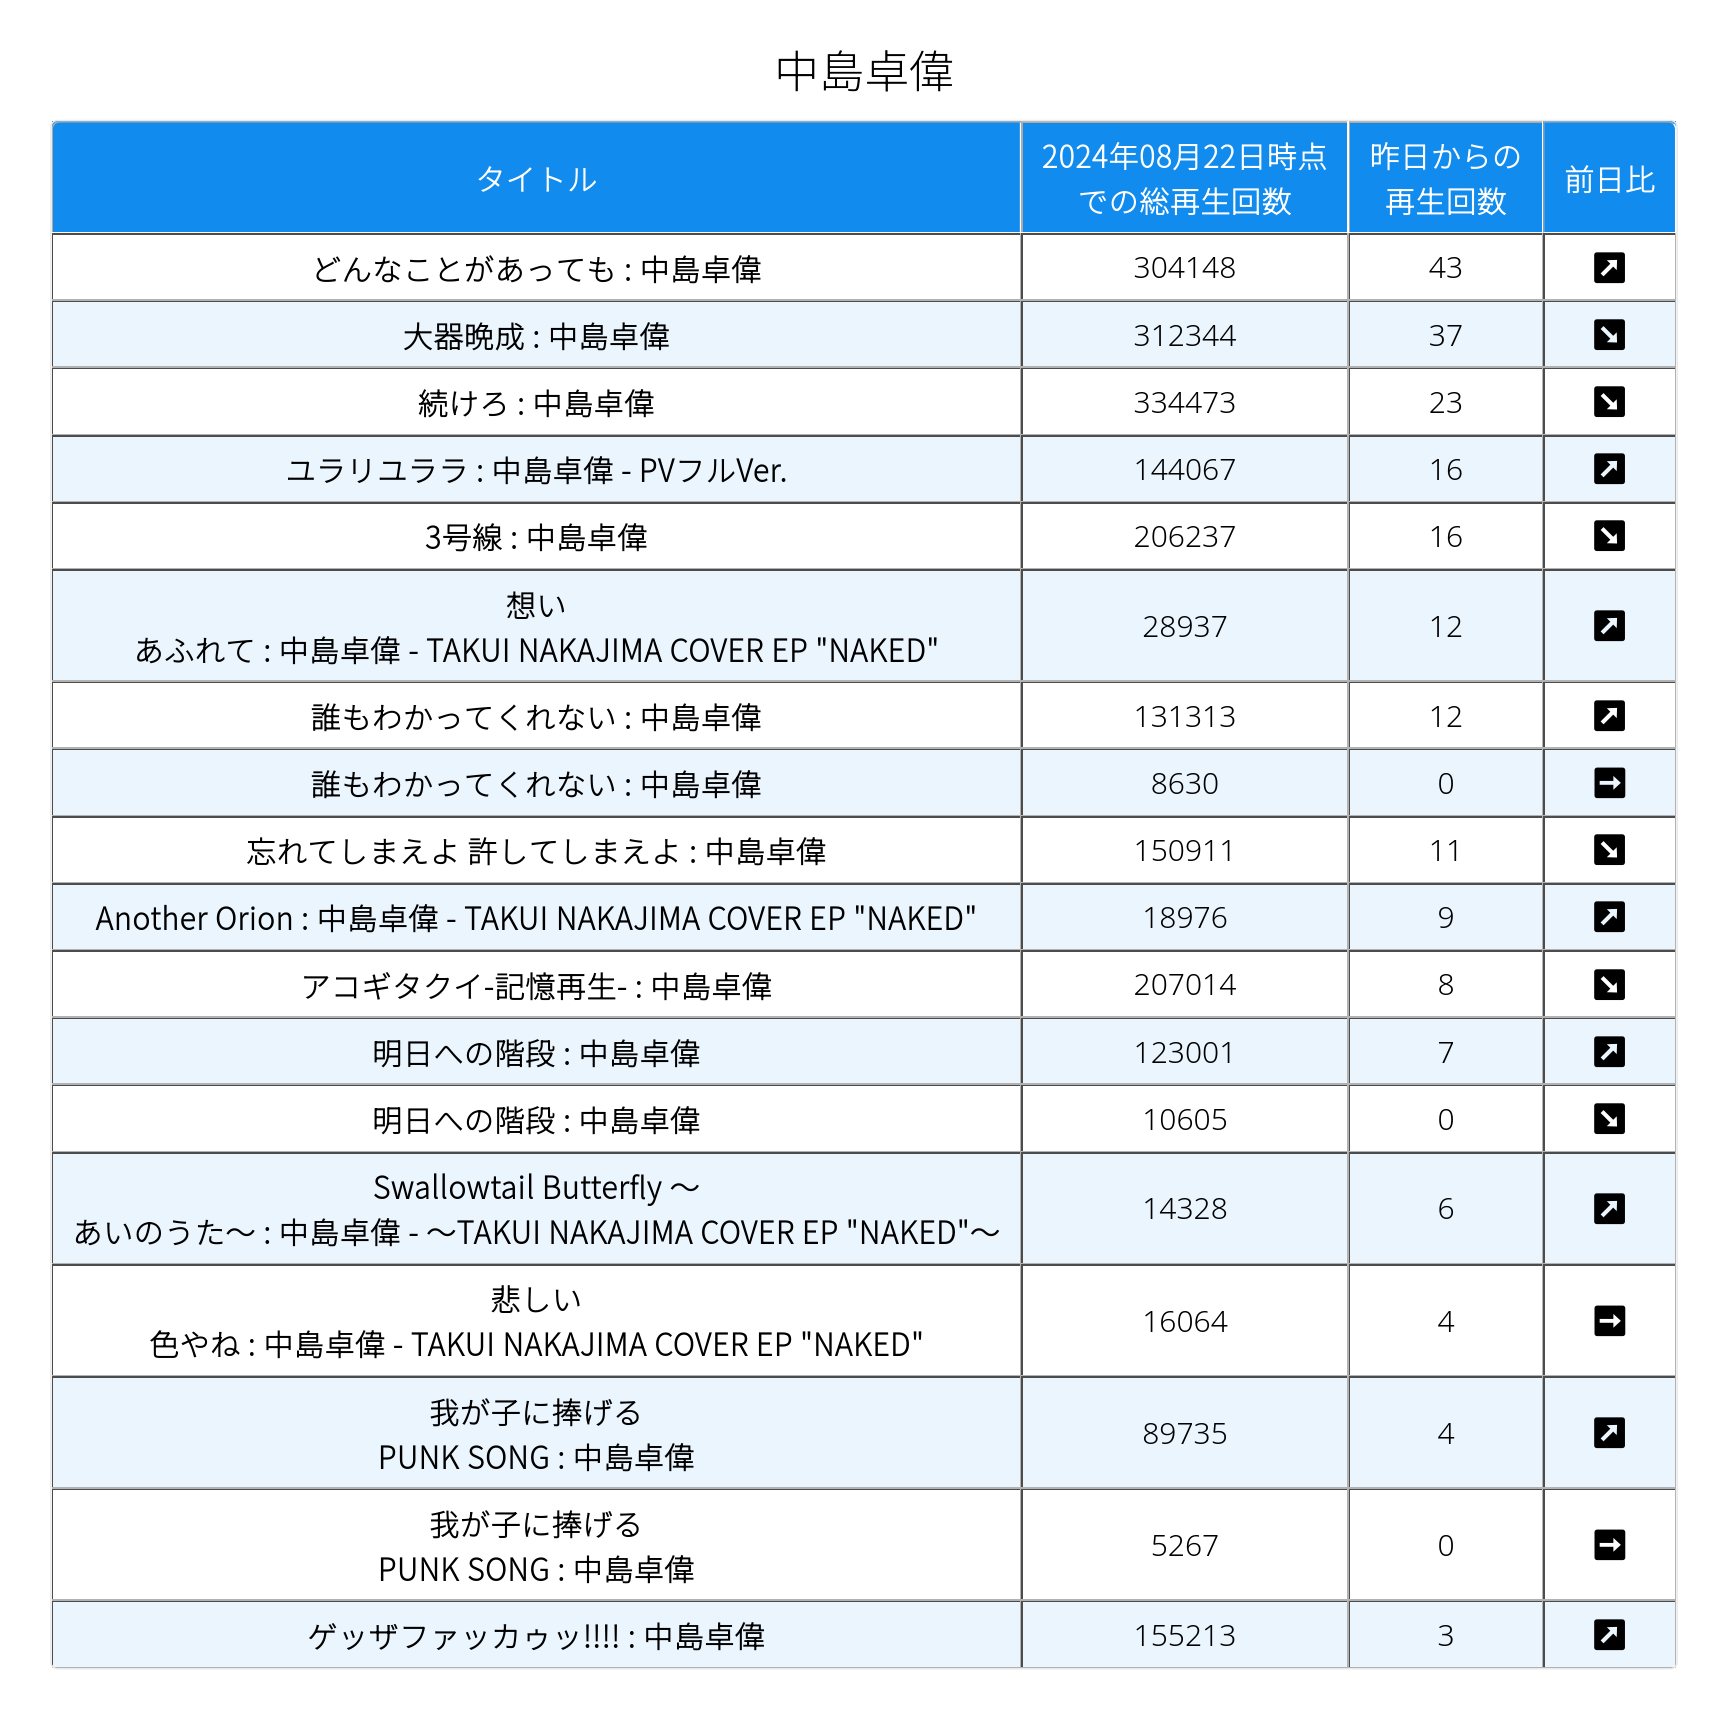 中島卓偉
タイトル
2024年08月22日時点
での総再生回数
昨日からの
再生回数
前日比
どんなことがあっても : 中島卓偉 304148 43 ↗
大器晩成 : 中島卓偉 312344 37 ↘
続けろ : 中島卓偉 334473 23 ↘
ユラリユララ : 中島卓偉 - PVフルVer. 144067 16 ↗
3号線 : 中島卓偉 206237 16 ↘
想い
あふれて : 中島卓偉 - TAKUI NAKAJIMA COVER EP "NAKED" 28937 12 ↗
誰もわかってくれない : 中島卓偉 131313 12 ↗
誰もわかってくれない : 中島卓偉 8630 0 →
忘れてしまえよ 許してしまえよ : 中島卓偉 150911 11 ↘
Another Orion : 中島卓偉 - TAKUI NAKAJIMA COVER EP "NAKED" 18976 9 ↗
アコギタクイ-記憶再生- : 中島卓偉 207014 8 ↘
明日への階段 : 中島卓偉 123001 7 ↗
明日への階段 : 中島卓偉 10605 0 ↘
Swallowtail Butterfly ～
あいのうた～ : 中島卓偉 - ～TAKUI NAKAJIMA COVER EP "NAKED"～ 14328 6 ↗
悲しい
色やね : 中島卓偉 - TAKUI NAKAJIMA COVER EP "NAKED" 16064 4 →
我が子に捧げる
PUNK SONG : 中島卓偉 89735 4 ↗
我が子に捧げる
PUNK SONG : 中島卓偉 5267 0 →
ゲッザファッカゥッ!!!! : 中島卓偉 155213 3 ↗